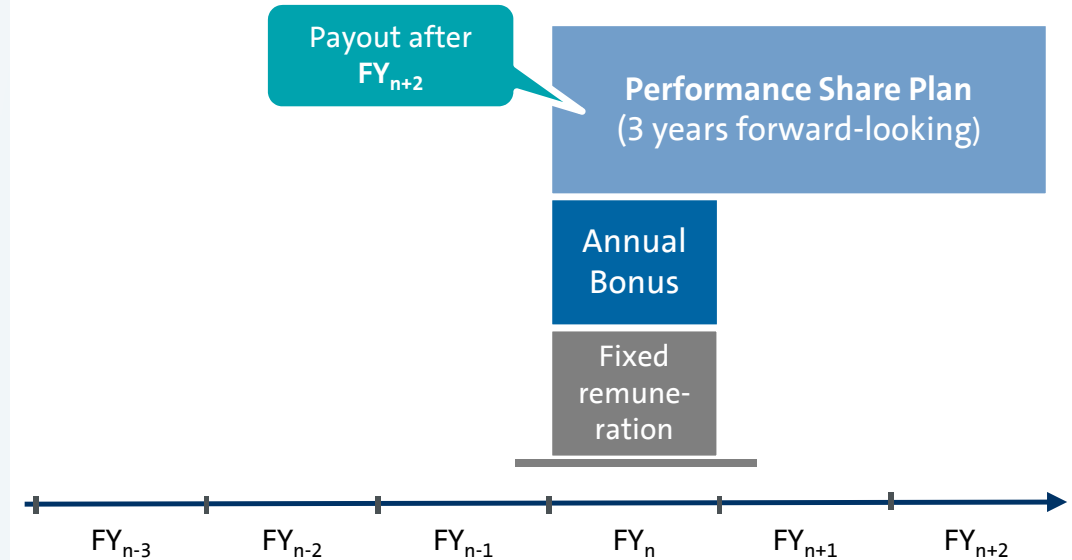 Payout after
FYn+2
Performance Share Plan
(3 years forward-looking)
Annual
Bonus
Fixed
remune-
ration
FYn-3 FYn-2 FYn-1 FYn FYn+1 FYn+2